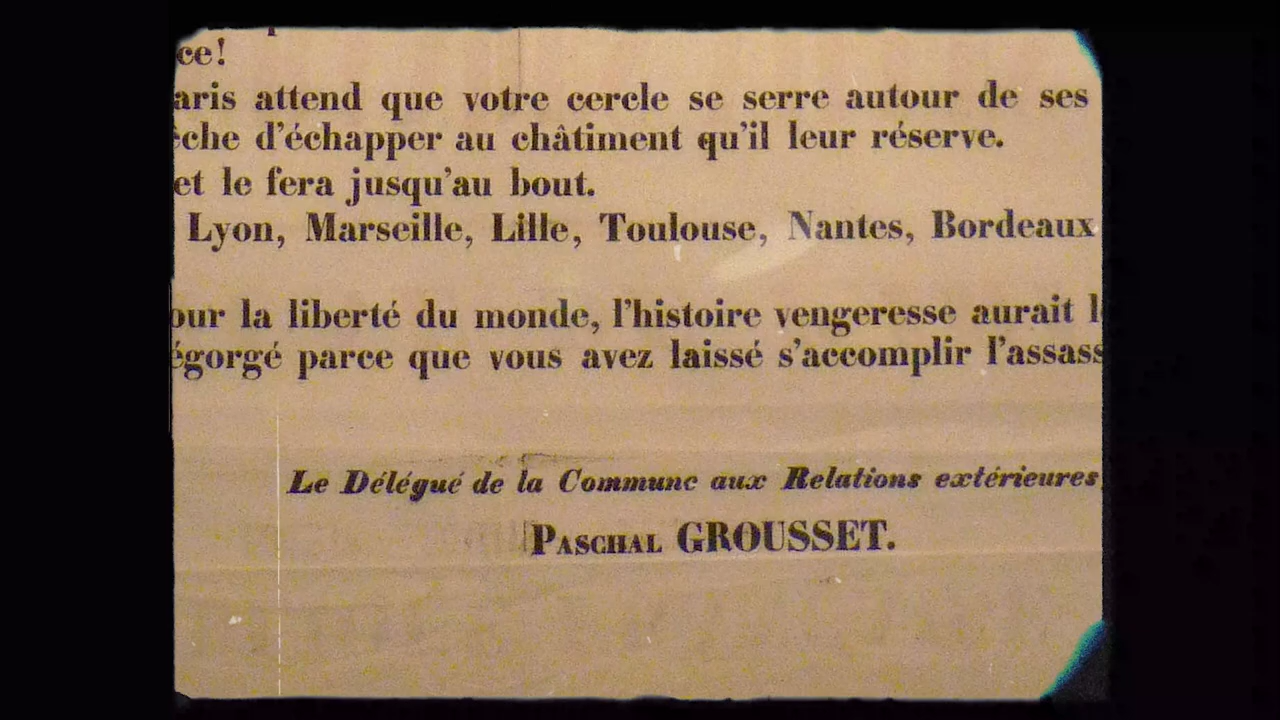 ce!
aris attend que votre cercle se serre autour de ses
êche d'échapper au châtiment qu'il leur réserve.
et le fera jusqu'au bout.
Lyon, Marseille, Lille, Toulouse, Nantes, Bordeaux
our la liberté du monde, l'histoire vengeresse aurait l
égorgé parce que vous avez laissé s'accomplir l'assass
Le Délégué de la Commune aux Relations extérieures
PASCHAL GROUSSET.